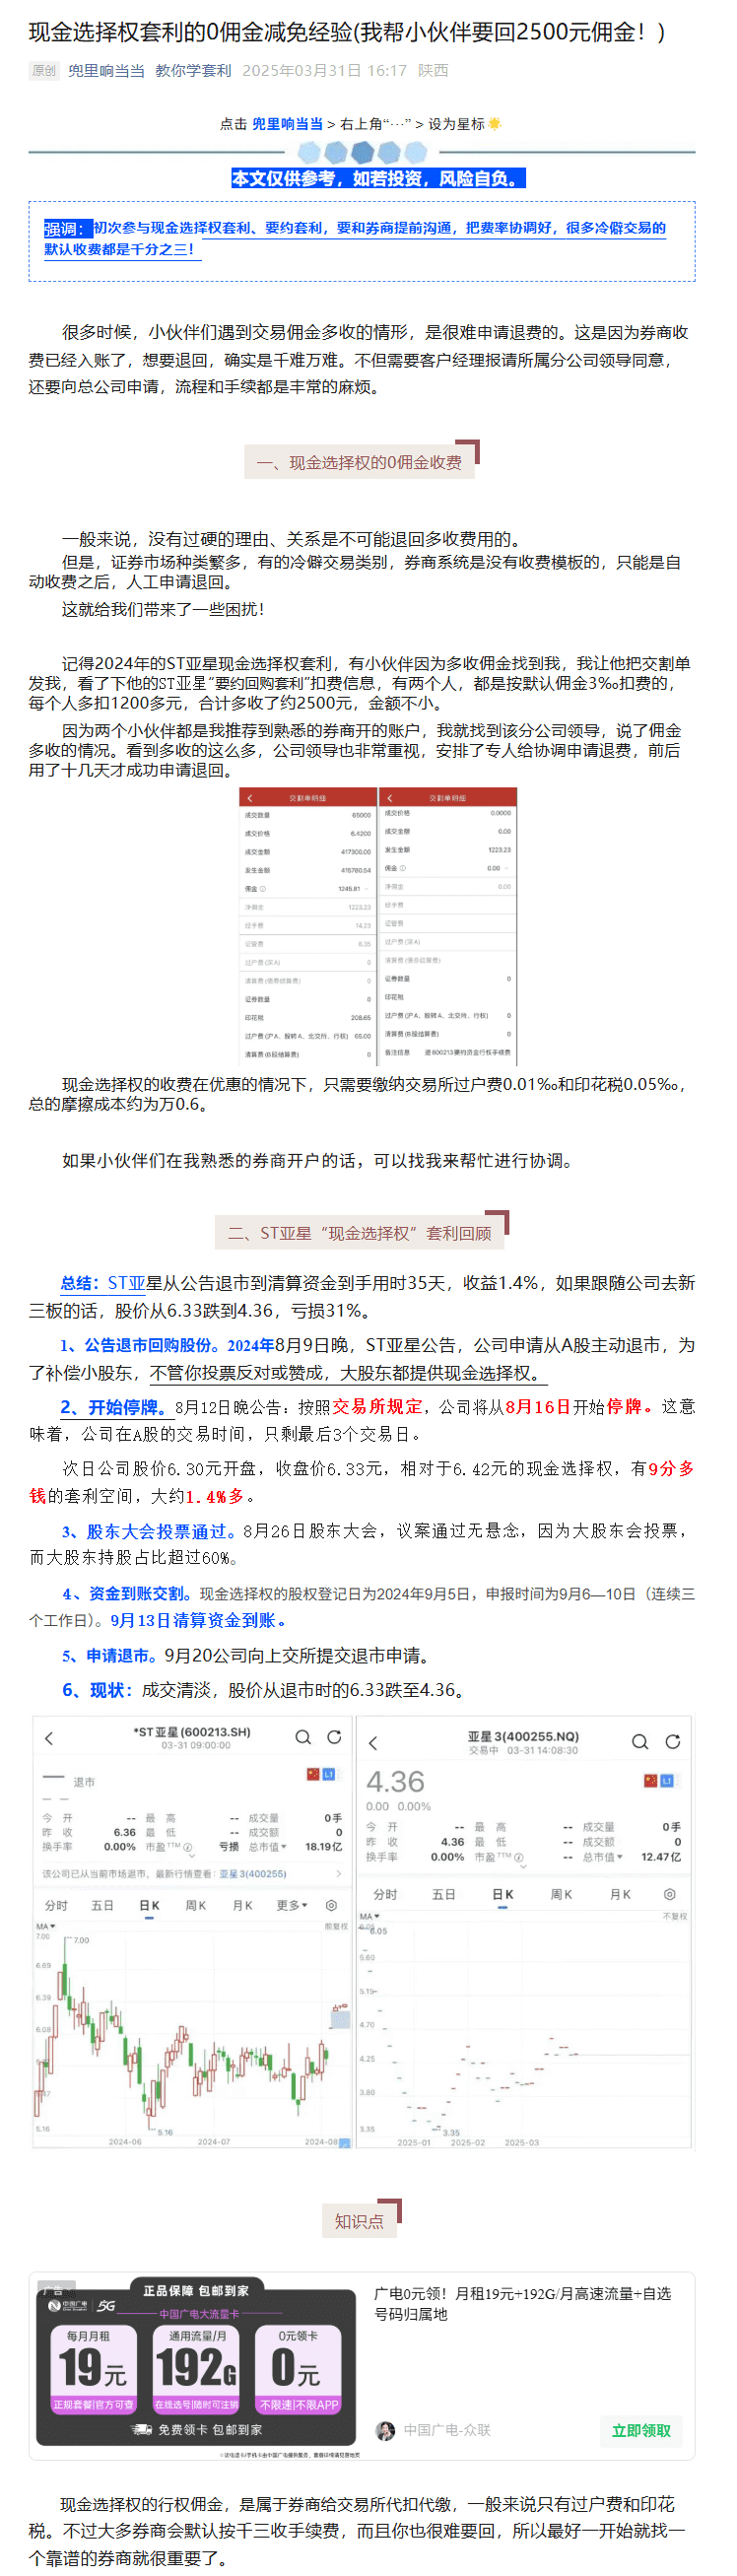 现金选择权套利的0佣金减免经验(我帮小伙伴要回2500元佣金！)
原创 兜里响当当 教你学套利 2025年03月31日 16:17 陕西
点击 兜里响当当 > 右上角“···” > 设为星标
本文仅供参考，如若投资，风险自负。
强调：初次参与现金选择权套利、要约套利，要和券商提前沟通，把费率协调好，很多冷僻交易的
默认收费都是千分之三！
很多时候，小伙伴们遇到交易佣金多收的情形，是很难申请退费的。这是因为券商收
费已经入账了，想要退回，确实是千难万难。不但需要客户经理报请所属分公司领导同意，
还要向总公司申请，流程和手续都是丰常的麻烦。
一、现金选择权的0佣金收费
一般来说，没有过硬的理由、关系是不可能退回多收费用的。
但是，证券市场种类繁多，有的冷僻交易类别，券商系统是没有收费模板的，只能是自
动收费之后，人工申请退回。
这就给我们带来了一些困扰！
记得2024年的ST亚星现金选择权套利，有小伙伴因为多收佣金找到我，我让他把交割单
发我，看了下他的ST亚星“要约回购套利”扣费信息，有两个人，都是按默认佣金3‰扣费的，
每个人多扣1200多元，合计多收了约2500元，金额不小。
因为两个小伙伴都是我推荐到熟悉的券商开的账户，我就找到该分公司领导，说了佣金
多收的情况。看到多收的这么多，公司领导也非常重视，安排了专人给协调申请退费，前后
用了十几天才成功申请退回。
交割单明细
成交数量 65000
成交价格 6.4200
成交金额 417300.00
发生金额 415780.54
佣金 1245.81
净佣金 1223.23
经手费 14.23
证管费 8.35
过户费(深A) 0
清算费(债券结算费) 0
证券数量 0
印花税 208.65
过户费(沪A、股转A、北交所、行权) 65.00
清算费(B股结算费) 0
交割单明细
成交价格 0.0000
成交金额 0.00
发生金额 1223.23
佣金 0.00
净佣金 0.00
经手费
证管费
过户费(深A)
清算费(债券结算费)
证券数量 0
印花税
过户费(沪A、股转A、北交所、行权) 0
清算费(B股结算费) 0
备注信息 退600213要约资金行权手续费
现金选择权的收费在优惠的情况下，只需要缴纳交易所过户费0.01‰和印花税0.05‰，
总的摩擦成本约为万0.6。
如果小伙伴们在我熟悉的券商开户的话，可以找我来帮忙进行协调。
二、ST亚星“现金选择权”套利回顾
总结：ST亚星从公告退市到清算资金到手用时35天，收益1.4%，如果跟随公司去新
三板的话，股价从6.33跌到4.36，亏损31%。
1、公告退市回购股份。2024年8月9日晚，ST亚星公告，公司申请从A股主动退市，为
了补偿小股东，不管你投票反对或赞成，大股东都提供现金选择权。
2、开始停牌。8月12日晚公告：按照交易所规定，公司将从8月16日开始停牌。这意
味着，公司在A股的交易时间，只剩最后3个交易日。
次日公司股价6.30元开盘，收盘价6.33元，相对于6.42元的现金选择权，有9分多
钱的套利空间，大约1.4%多。
3、股东大会投票通过。8月26日股东大会，议案通过无悬念，因为大股东会投票，
而大股东持股占比超过60%。
4、资金到账交割。现金选择权的股权登记日为2024年9月5日，申报时间为9月6—10日（连续三
个工作日）。9月13日清算资金到账。
5、申请退市。9月20公司向上交所提交退市申请。
6、现状：成交清淡，股价从退市时的6.33跌至4.36。
*ST亚星(600213.SH)
03-31 09:00:00
— 退市 L1
— —
今 开 -- 最 高 -- 成交量 0手
昨 收 6.36 最 低 -- 成交额 0
换手率 0.00% 市盈TTM 亏损 总市值 18.19亿
该公司已从当前市场退市，最新行情查看：亚星3(400255)
分时 五日 日K 周K 月K 更多
MA 前复权
7.00
7.00
6.69
6.39
6.08
5.16
5.16
2024-06 2024-07 2024-08
亚星3(400255.NQ)
交易中 03-31 14:08:30
4.36
0.00 0.00% L1
今 开 -- 最 高 -- 成交量 0手
昨 收 4.36 最 低 -- 成交额 0
换手率 0.00% 市盈TTM -- 总市值 12.47亿
分时 五日 日K 周K 月K
MA 不复权
6.05
6.05
5.60
5.15
4.70
4.25
3.80
3.35
3.35
2025-01 2025-02 2025-03
知识点
广告
正品保障 包邮到家
中国广电 5G
中国广电大流量卡
每月月租 19元 正规套餐|官方可查
通用流量/月 192G 在线选号|随时可注销
0元领卡 0元 不限速|不限APP
免费领卡 包邮到家
广电0元领！月租19元+192G/月高速流量+自选
号码归属地
中国广电-众联
立即领取
现金选择权的行权佣金，是属于券商给交易所代扣代缴，一般来说只有过户费和印花
税。不过大多券商会默认按千三收手续费，而且你也很难要回，所以最好一开始就找一
个靠谱的券商就很重要了。